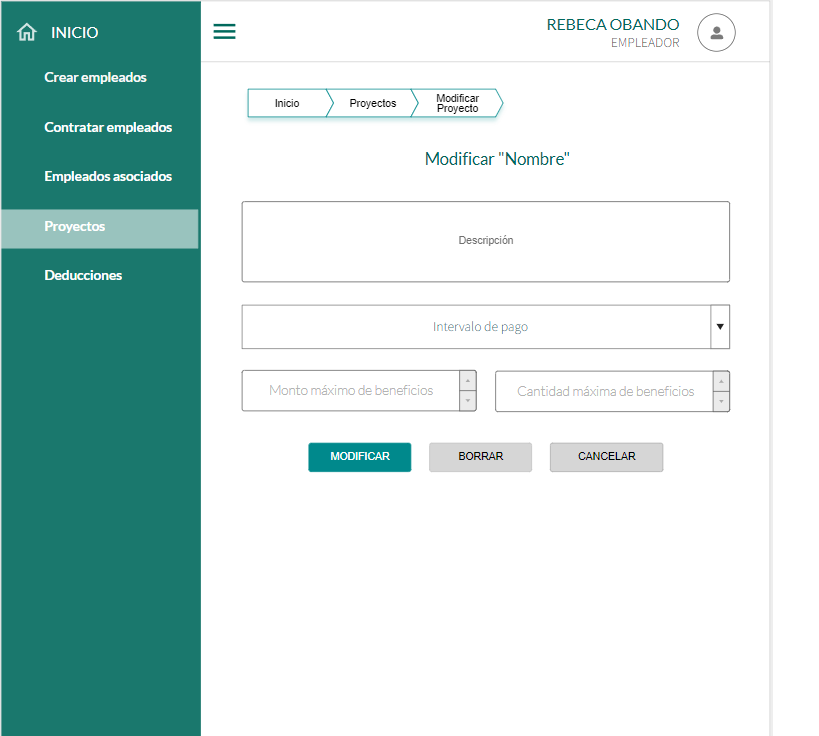 INICIO
Crear empleados
Contratar empleados
Empleados asociados
Proyectos
Deducciones
REBECA OBANDO
EMPLEADOR
Inicio
Proyectos
Modificar
Proyecto
Modificar "Nombre"
Descripción
Intervalo de pago
Monto máximo de beneficios
Cantidad máxima de beneficios
MODIFICAR
BORRAR
CANCELAR